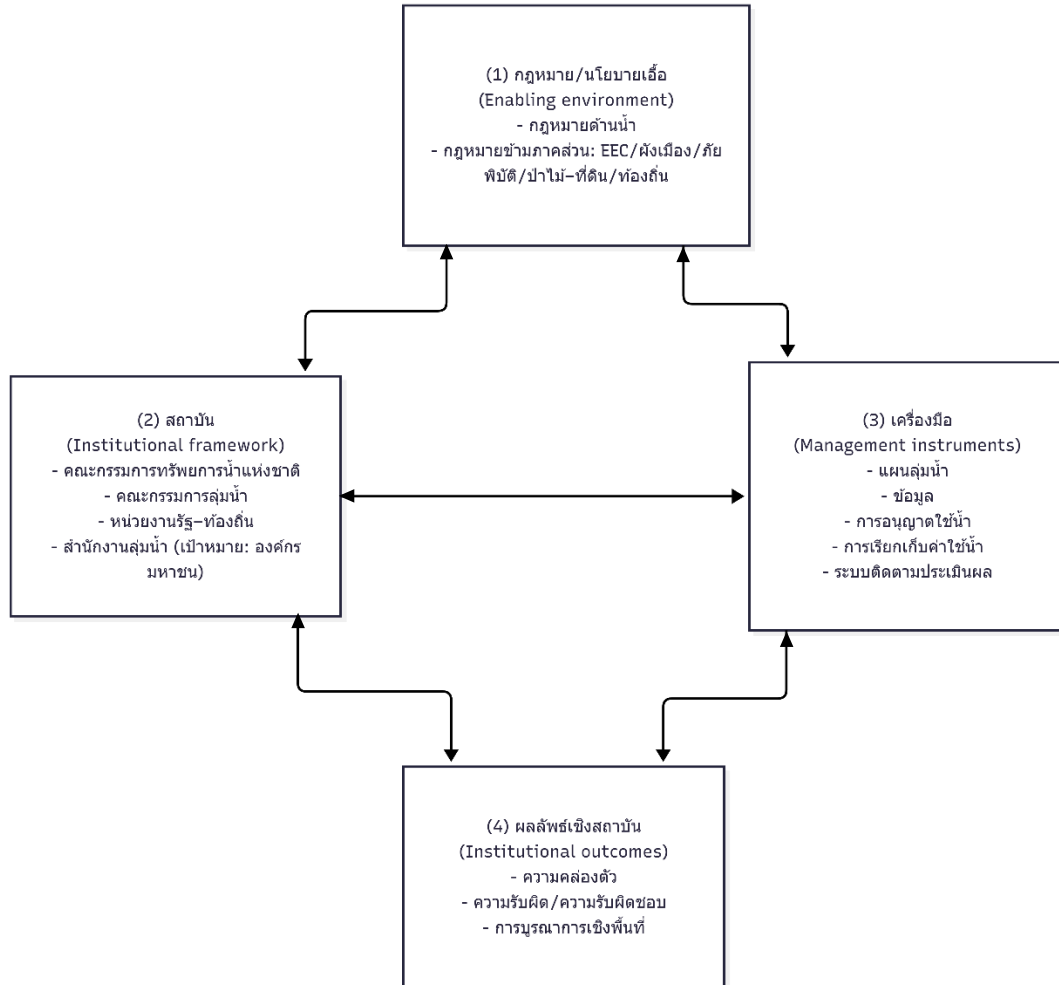 (1) กฎหมาย/นโยบายเอื้อ
(Enabling environment)
- กฎหมายด้านน้ำ
- กฎหมายข้ามภาคส่วน: EEC/ผังเมือง/ภัย
พิบัติ/ป่าไม้–ที่ดิน/ท้องถิ่น
(2) สถาบัน
(Institutional framework)
- คณะกรรมการทรัพยการน้ำแห่งชาติ
- คณะกรรมการลุ่มน้ำ
- หน่วยงานรัฐ–ท้องถิ่น
- สำนักงานลุ่มน้ำ (เป้าหมาย: องค์กร
มหาชน)
(3) เครื่องมือ
(Management instruments)
- แผนลุ่มน้ำ
- ข้อมูล
- การอนุญาตใช้น้ำ
- การเรียกเก็บค่าใช้น้ำ
- ระบบติดตามประเมินผล
(4) ผลลัพธ์เชิงสถาบัน
(Institutional outcomes)
- ความคล่องตัว
- ความรับผิด/ความรับผิดชอบ
- การบูรณาการเชิงพื้นที่